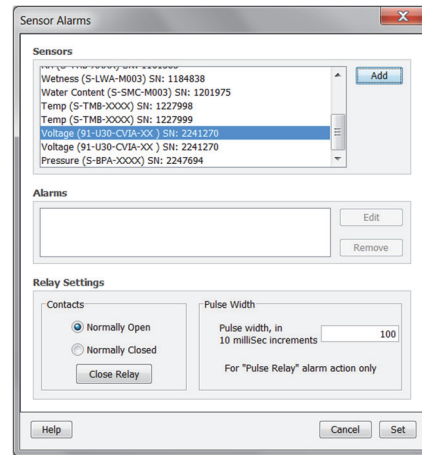 Sensor Alarms
Sensors
Wetness (S-LWA-M003) SN: 1184838
Water Content (S-SMC-M003) SN: 1201975
Temp (S-TMB-XXXX) SN: 1227998
Temp (S-TMB-XXXX) SN: 1227999
Voltage (91-U30-CVIA-XX ) SN: 2241270
Voltage (91-U30-CVIA-XX ) SN: 2241270
Pressure (S-BPA-XXXX) SN: 2247694
Add
Alarms
Edit
Remove
Relay Settings
Contacts
Normally Open
Normally Closed
Close Relay
Pulse Width
Pulse width, in
10 milliSec increments
100
For "Pulse Relay" alarm action only
Help
Cancel
Set